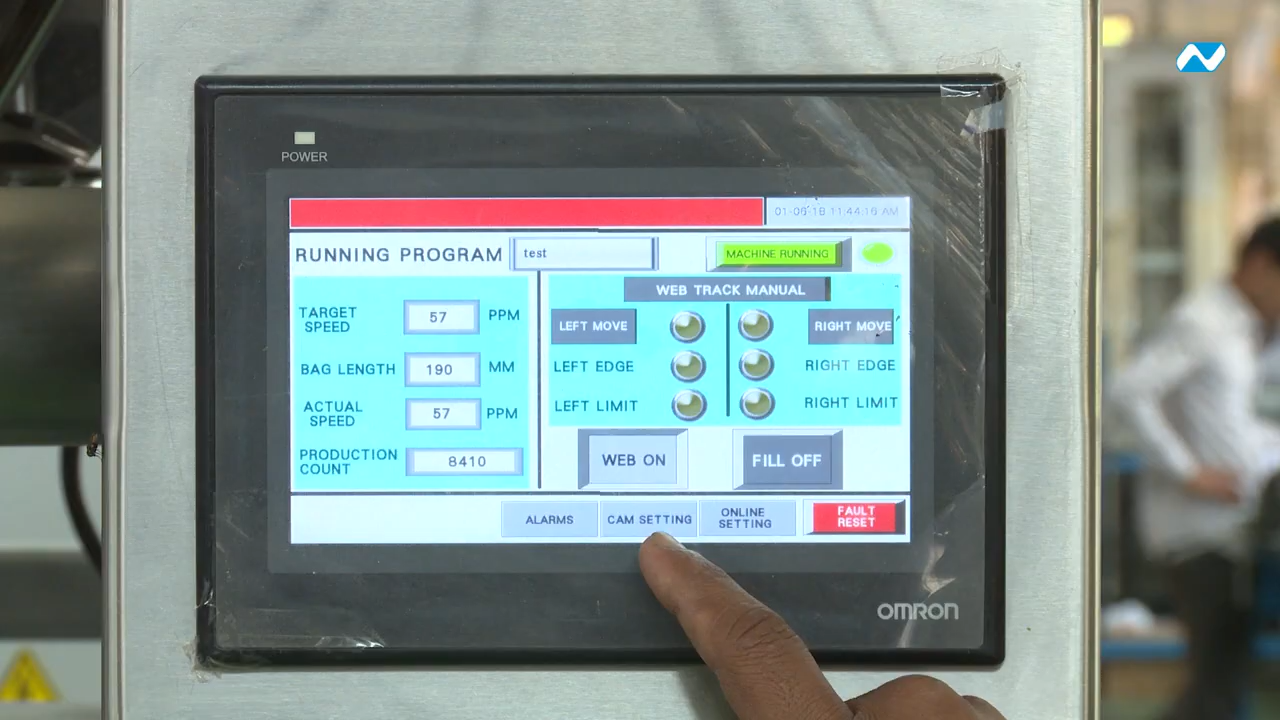 POWER
01-06-18 11:44:16 AM
RUNNING PROGRAM
test
MACHINE RUNNING
TARGET
SPEED
57
PPM
BAG LENGTH
190
MM
ACTUAL
SPEED
57
PPM
PRODUCTION
COUNT
8410
WEB TRACK MANUAL
LEFT MOVE
RIGHT MOVE
LEFT EDGE
RIGHT EDGE
LEFT LIMIT
RIGHT LIMIT
WEB ON
FILL OFF
ALARMS
CAM SETTING
ONLINE
SETTING
FAULT
RESET
OMRON